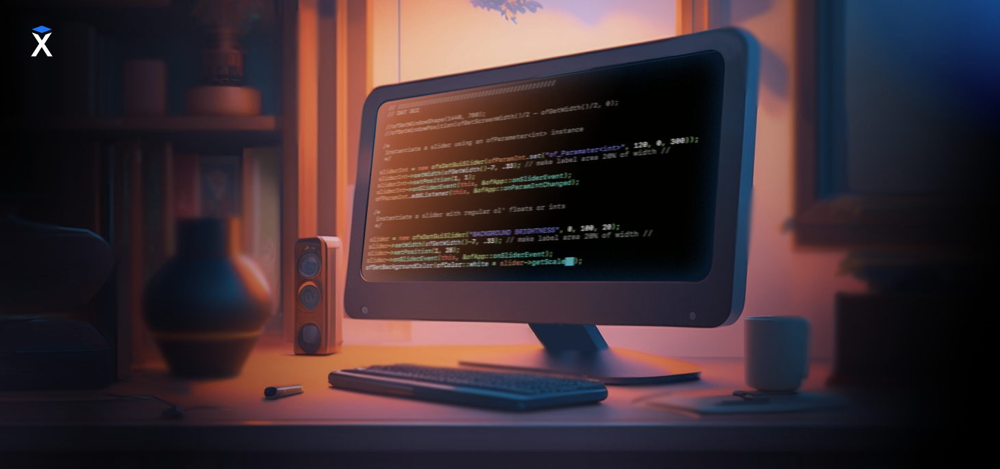 X
// ////////////////////////////////////////////////
// DAT GUI
//ofSetWindowShape(1440, 700);
//ofSetWindowPosition(ofGetScreenWidth()/2 - ofGetWidth()/2, 0);
/*
instantiate a slider using an ofParameter<int> instance
*/
sliderInt = new ofxDatGuiSlider(ofParamInt.set("of_Parameter<int>", 120, 0, 300));
sliderInt->setWidth(ofGetWidth()-7, .33); // make label area 20% of width //
sliderInt->setPosition(1, 1);
sliderInt->onSliderEvent(this, &ofApp::onSliderEvent);
ofParamInt.addListener(this, &ofApp::onParamIntChanged);
/*
instantiate a slider with regular ol' floats or ints
*/
slider = new ofxDatGuiSlider("BACKGROUND BRIGHTNESS", 0, 100, 20);
slider->setWidth(ofGetWidth()-7, .33); // make label area 20% of width //
slider->setPosition(1, 28);
slider->onSliderEvent(this, &ofApp::onSliderEvent);
ofSetBackgroundColor(ofColor::white * slider->getScale );